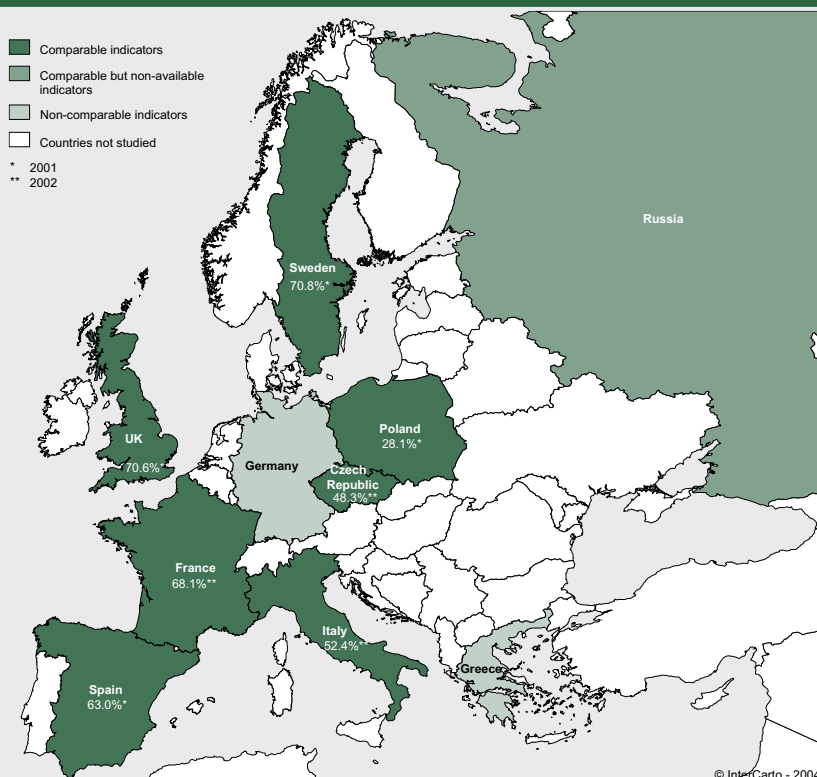 Comparable indicators
Comparable but non-available
indicators
Non-comparable indicators
Countries not studied
* 2001
** 2002
Russia
Sweden
70.8%*
UK
70.6%*
Poland
28.1%*
Germany
Czech
Republic
48.3%**
France
68.1%**
Italy
52.4%*
Greece
Spain
63.0%*
© InterCarto - 2004